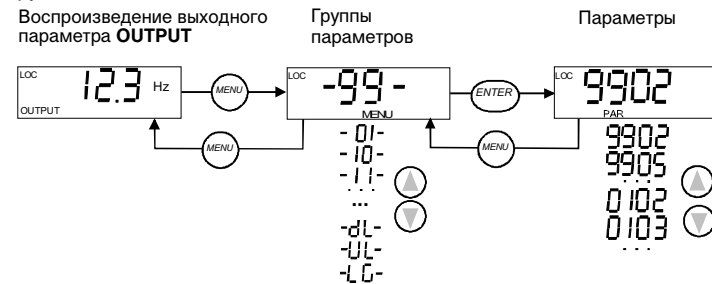 Воспроизведение выходного
параметра OUTPUT
Группы
параметров
Параметры
LOC
12.3 Hz
OUTPUT
MENU
MENU
LOC
-99-
MENU
-01-
-10-
-11-
...
...
-dL-
-UL-
-LG-
ENTER
MENU
LOC
9902
PAR
9902
9905
...
0102
0103
...